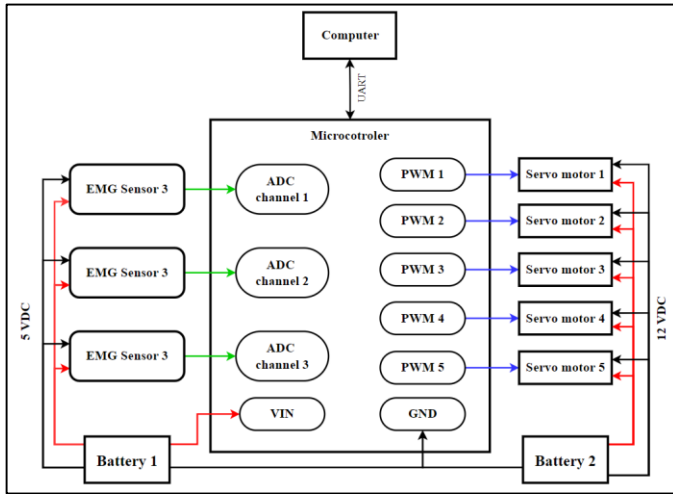 Computer
UART
Microcotroler
EMG Sensor 3
ADC
channel 1
PWM 1
Servo motor 1
PWM 2
Servo motor 2
EMG Sensor 3
ADC
channel 2
PWM 3
Servo motor 3
5 VDC
PWM 4
Servo motor 4
12 VDC
EMG Sensor 3
ADC
channel 3
PWM 5
Servo motor 5
VIN
GND
Battery 1
Battery 2